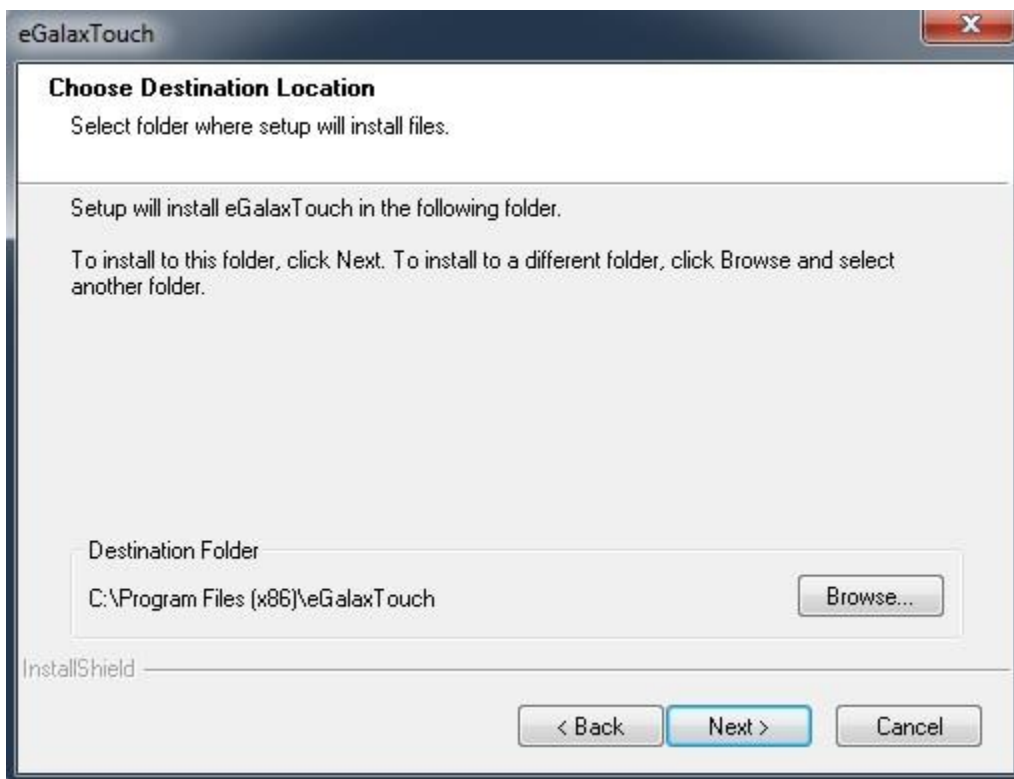 eGalaxTouch
Choose Destination Location
Select folder where setup will install files.
Setup will install eGalaxTouch in the following folder.
To install to this folder, click Next. To install to a different folder, click Browse and select
another folder.
Destination Folder
C:\Program Files (x86)\eGalaxTouch
Browse...
InstallShield
< Back
Next >
Cancel